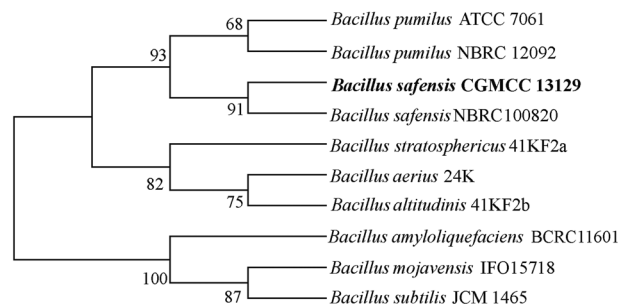 68
Bacillus pumilus ATCC 7061
Bacillus pumilus NBRC 12092
93
Bacillus safensis CGMCC 13129
91
Bacillus safensis NBRC100820
Bacillus stratosphericus 41KF2a
82
Bacillus aerius 24K
75
Bacillus altitudinis 41KF2b
Bacillus amyloliquefaciens BCRC11601
100
Bacillus mojavensis IFO15718
87
Bacillus subtilis JCM 1465